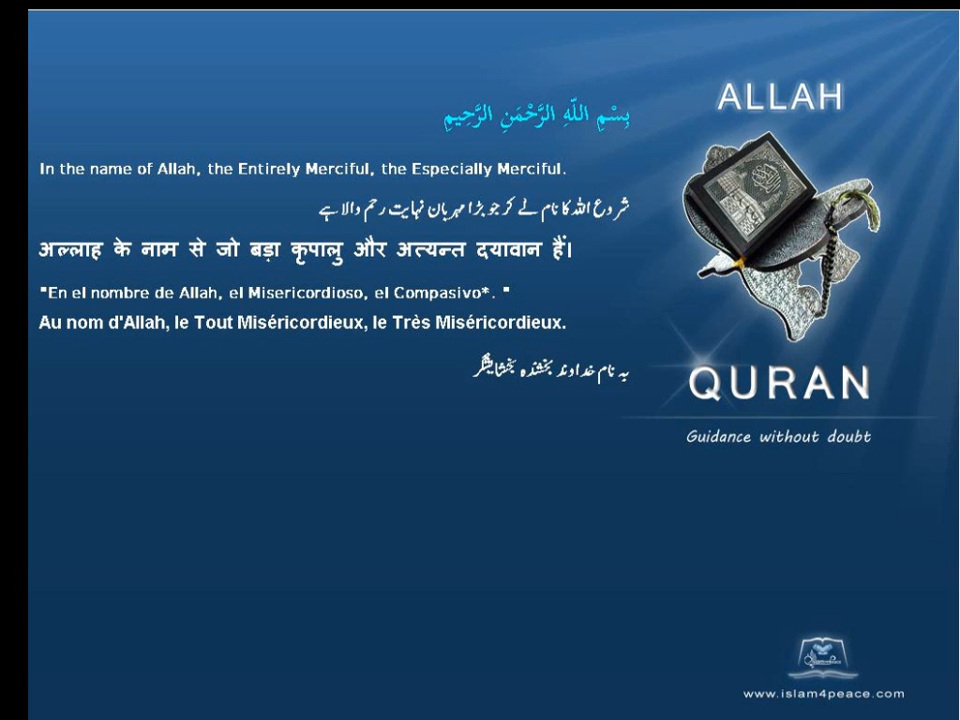 بِسْمِ اللّهِ الرَّحْمَنِ الرَّحِيمِ
In the name of Allah, the Entirely Merciful, the Especially Merciful.
شروع الله کا نام لے کر جو بڑا مہربان نہایت رحم والا ہے
अल्लाह के नाम से जो बड़ा कृपालु और अत्यन्त दयावान हैं।
"En el nombre de Allah, el Misericordioso, el Compasivo*. "
Au nom d'Allah, le Tout Miséricordieux, le Très Miséricordieux.
به نام خداوند بخشنده بخشایشگر
ALLAH
QURAN
Guidance without doubt
www.islam4peace.com